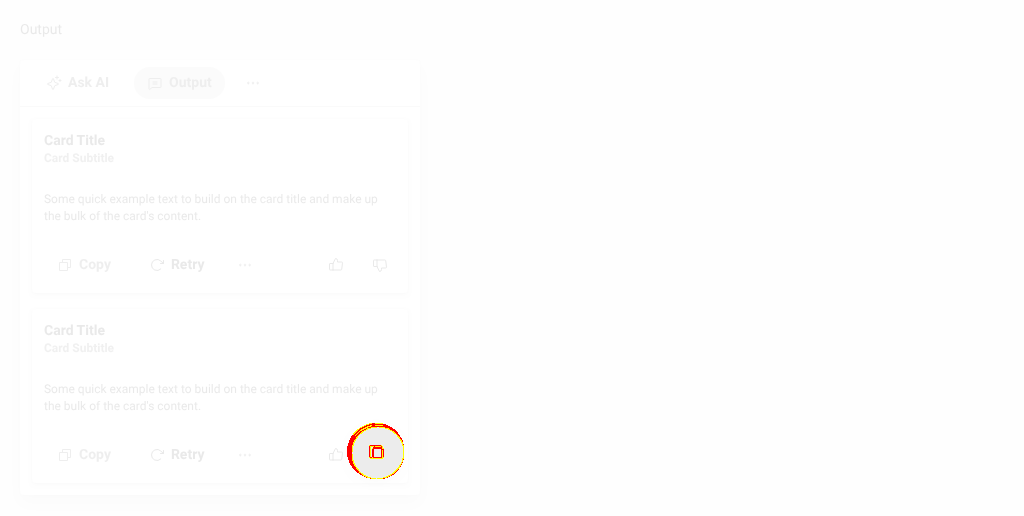 Output
Ask AI Output ...
Card Title
Card Subtitle
Some quick example text to build on the card title and make up
the bulk of the card's content.
Copy Retry ...
Card Title
Card Subtitle
Some quick example text to build on the card title and make up
the bulk of the card's content.
Copy Retry ...